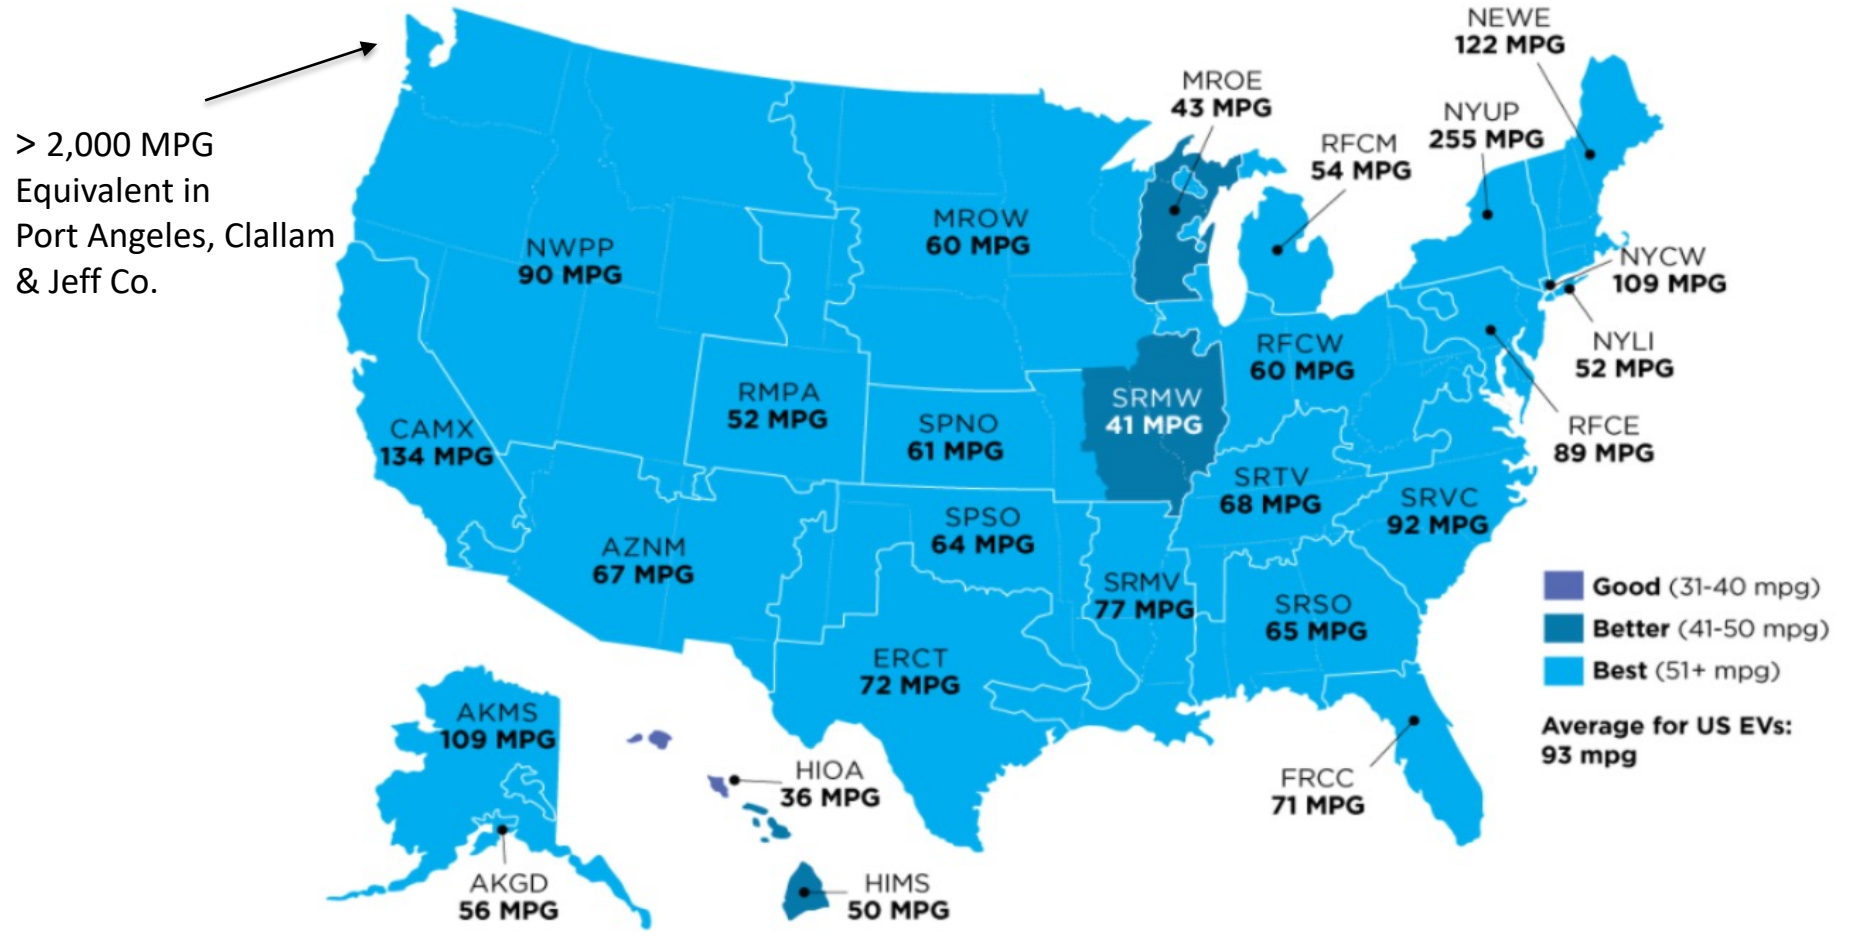 NEWE
122 MPG
MROE
43 MPG
NYUP
255 MPG
RFCM
54 MPG
> 2,000 MPG
Equivalent in
Port Angeles, Clallam
& Jeff Co.
NWPP
90 MPG
MROW
60 MPG
NYCW
109 MPG
NYLI
52 MPG
RFCW
60 MPG
RMPA
52 MPG
SRMW
41 MPG
CAMX
134 MPG
SPNO
61 MPG
RFCE
89 MPG
SRTV
68 MPG
SRVC
92 MPG
SPSO
64 MPG
AZNM
67 MPG
SRMV
77 MPG
SRSO
65 MPG
Good (31-40 mpg)
Better (41-50 mpg)
Best (51+ mpg)
Average for US EVs:
93 mpg
ERCT
72 MPG
AKMS
109 MPG
HIOA
36 MPG
FRCC
71 MPG
AKGD
56 MPG
HIMS
50 MPG